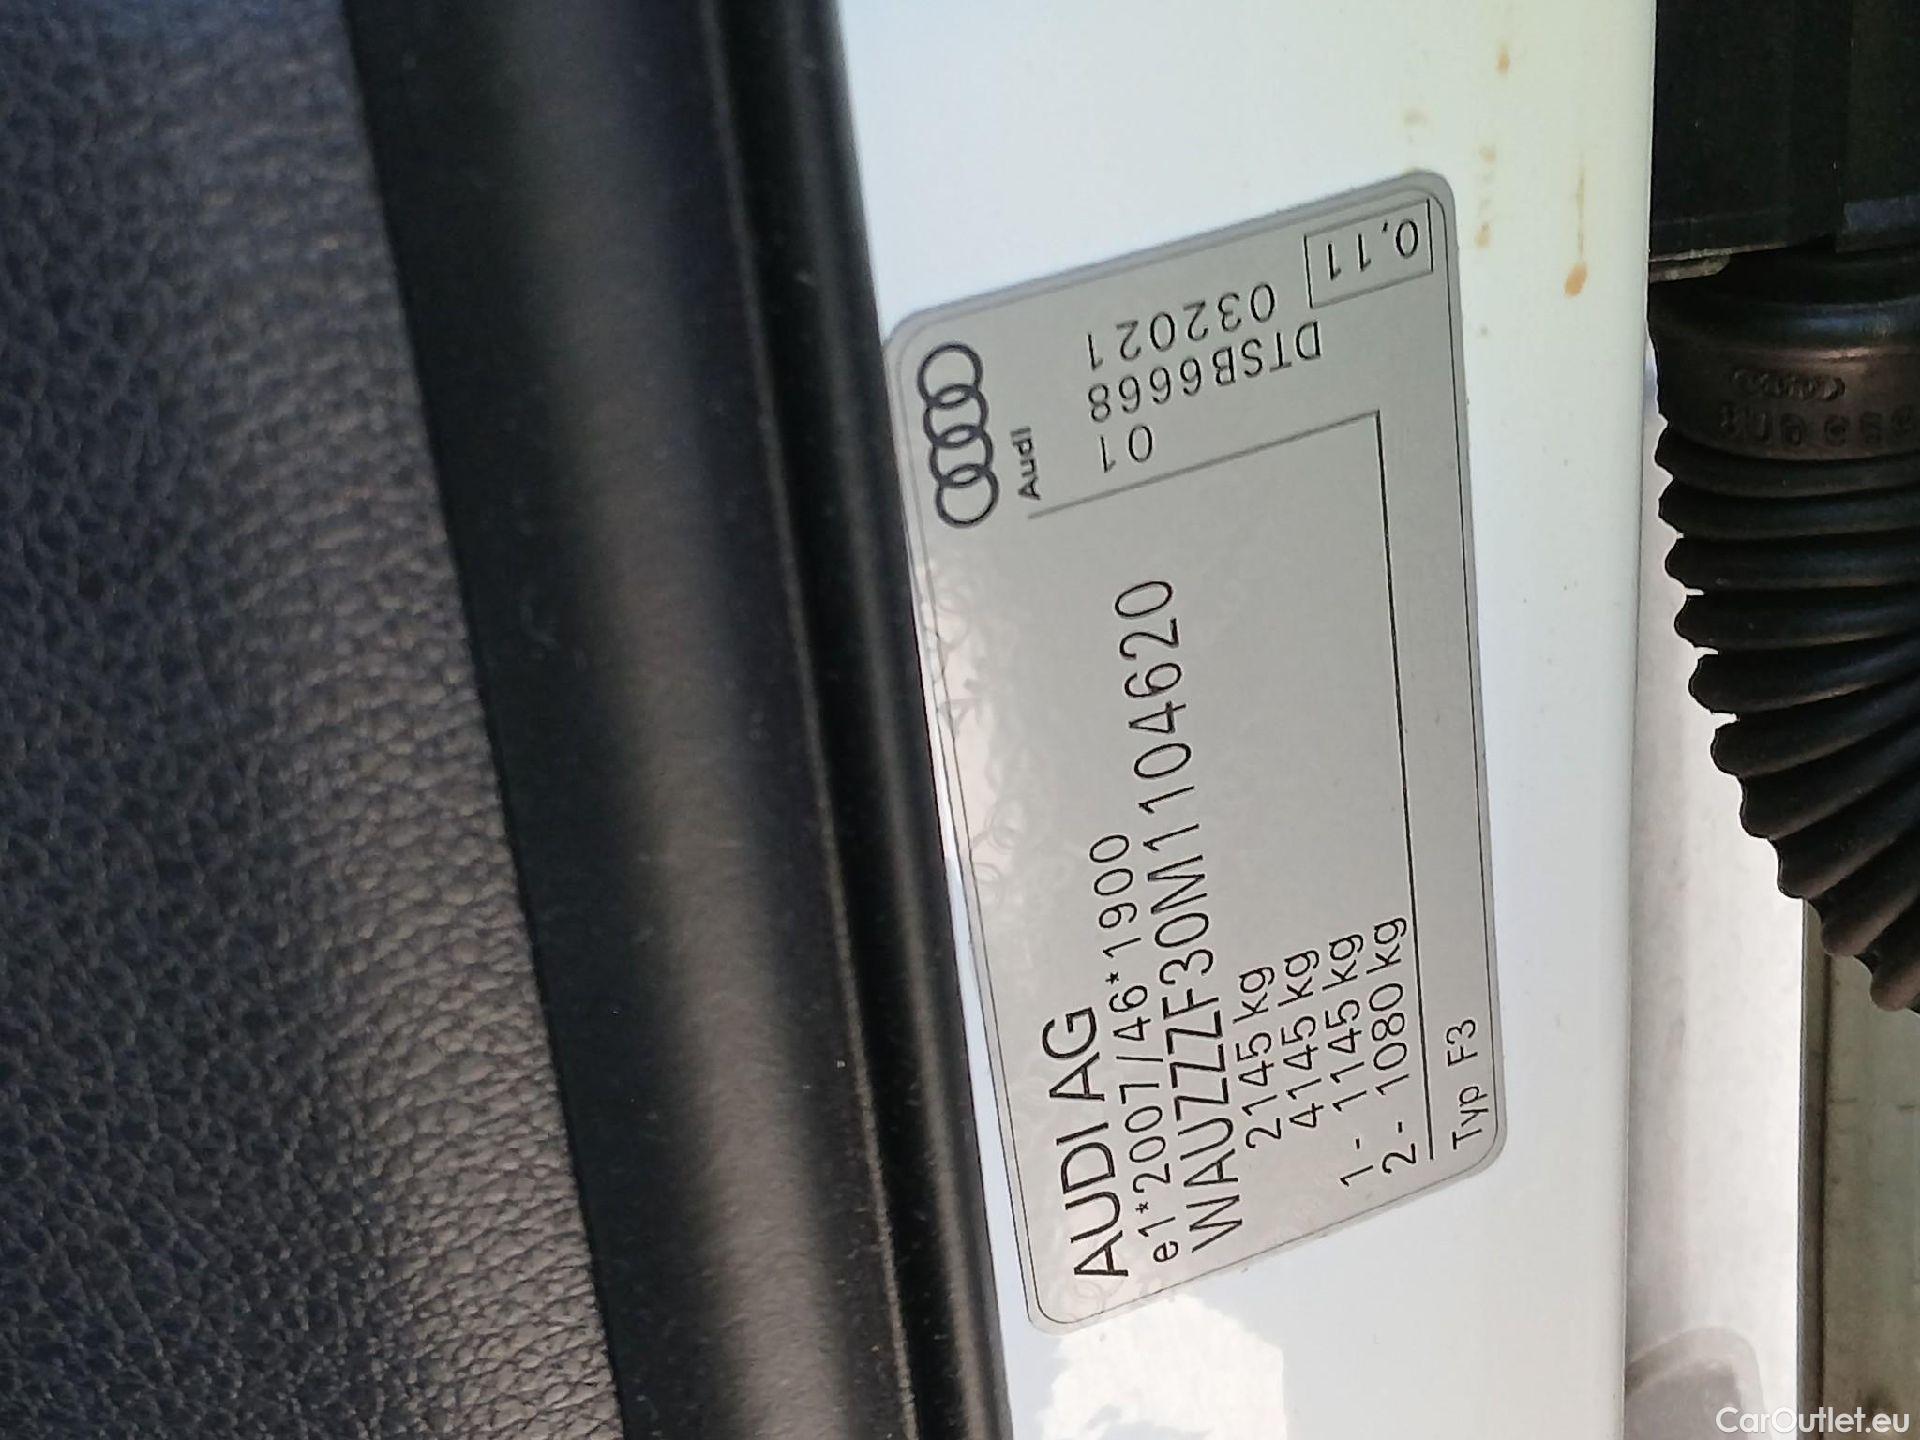 AUDI AG
e1*2007/46*1900
WAUZZZF30M1104620
2145 kg
4145 kg
1- 1145 kg
2- 1080 kg
Typ F3
Audi
01
DTSB6668
032021
0,11
CarOutlet.eu